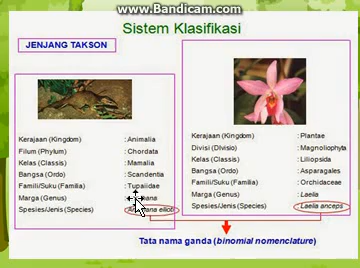 www.Bandicam.com
Sistem Klasifikasi
JENJANG TAKSON
Kerajaan (Kingdom) : Animalia
Filum (Phylum) : Chordata
Kelas (Classis) : Mamalia
Bangsa (Ordo) : Scandentia
Famili/Suku (Familia) : Tupaiidae
Marga (Genus) :
Spesies/Jenis (Species) : ellioti
Kerajaan (Kingdom) : Plantae
Divisi (Divisio) : Magnoliophyta
Kelas (Classis) : Liliopsida
Bangsa (Ordo) : Asparagales
Famili/Suku (Familia) : Orchidaceae
Marga (Genus) : Laelia
Spesies/Jenis (Species) : Laelia anceps
Tata nama ganda (binomial nomenclature)